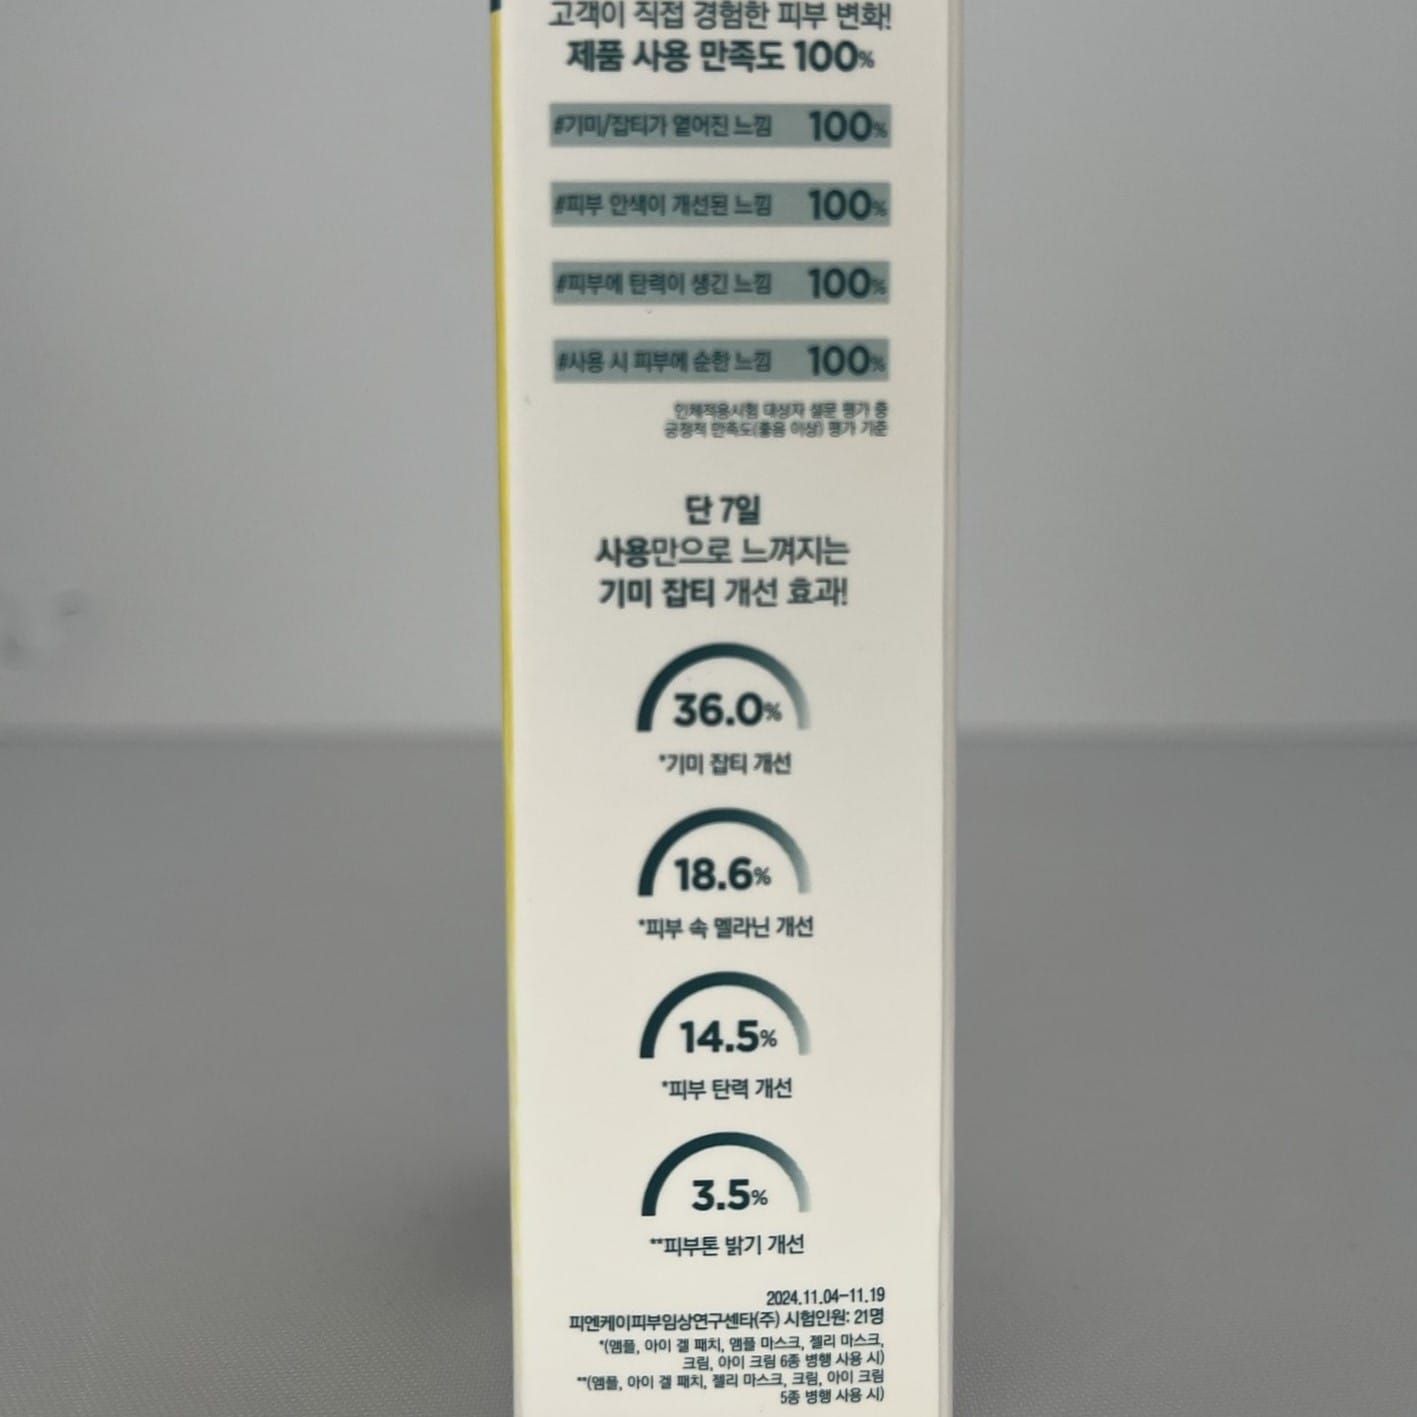 고객이 직접 경험한 피부 변화!
제품 사용 만족도 100%
#기미/잡티가 옅어진 느낌 100%
#피부 안색이 개선된 느낌 100%
#피부에 탄력이 생긴 느낌 100%
#사용 시 피부에 순한 느낌 100%
인체적용시험 대상자 설문 평가 중
긍정적 만족도(좋음 이상) 평가 기준
단 7일
사용만으로 느껴지는
기미 잡티 개선 효과!
36.0%
*기미 잡티 개선
18.6%
*피부 속 멜라닌 개선
14.5%
*피부 탄력 개선
3.5%
**피부톤 밝기 개선
2024.11.04-11.19
피엔케이피부임상연구센타(주) 시험인원: 21명
*(앰플, 아이 겔 패치, 앰플 마스크, 젤리 마스크,
크림, 아이 크림 6종 병행 사용 시)
**(앰플, 아이 겔 패치, 젤리 마스크, 크림, 아이 크림
5종 병행 사용 시)